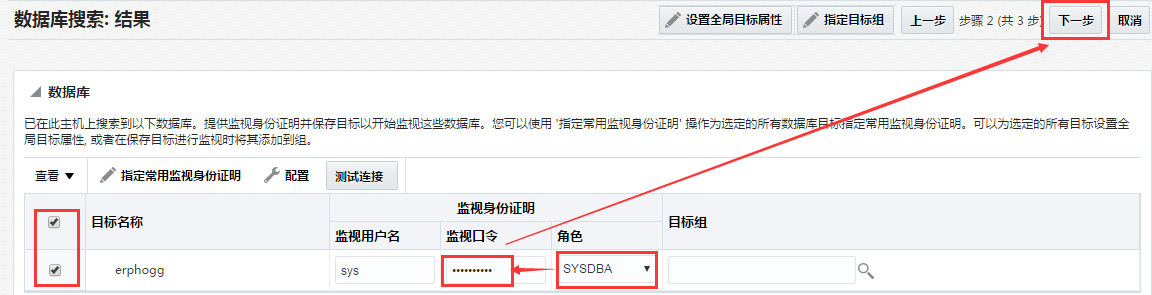 数据库搜索: 结果
设置全局目标属性 指定目标组 上一步 步骤 2 (共 3 步) 下一步 取消
数据库
已在此主机上搜索到以下数据库。提供监视身份证明并保存目标以开始监视这些数据库。您可以使用 '指定常用监视身份证明' 操作为选定的所有数据库目标指定常用监视身份证明。可以为选定的所有目标设置全
局目标属性, 或者在保存目标进行监视时将其添加到组。
查看 指定常用监视身份证明 配置 测试连接
目标名称 监视身份证明 目标组
监视用户名 监视口令 角色
erphogg sys •••••••••• SYSDBA